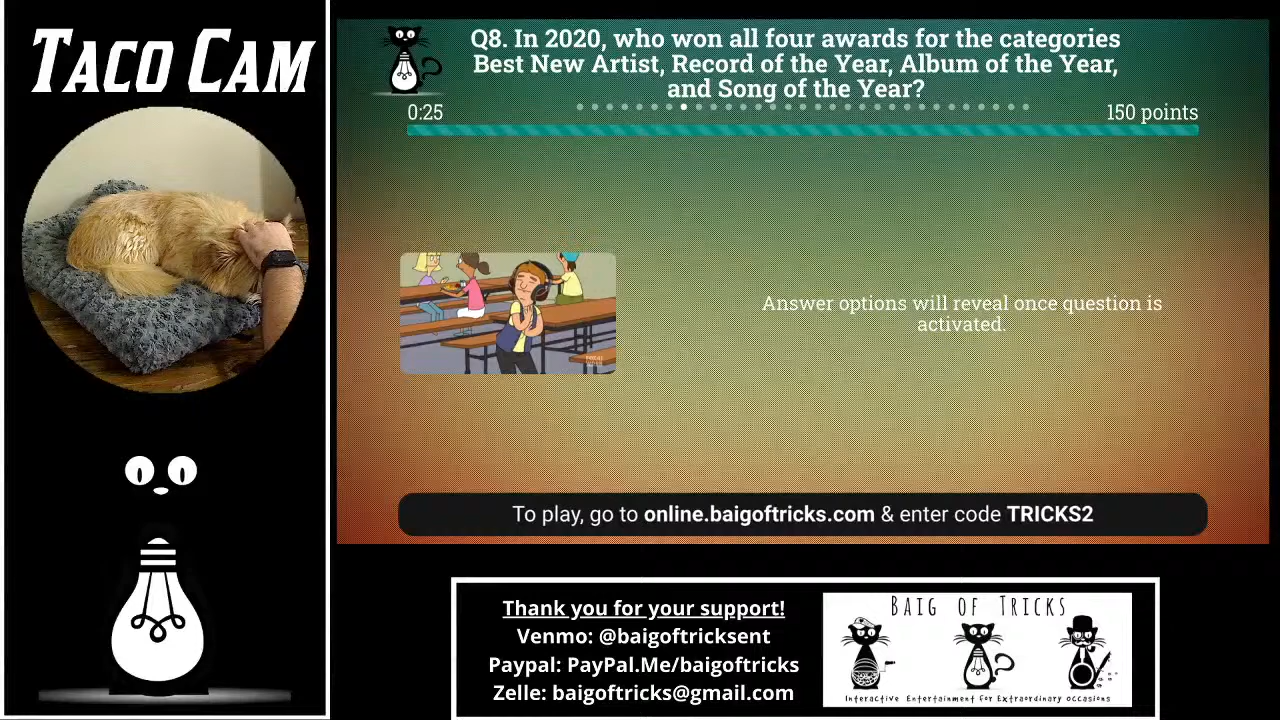 TACO CAM
Q8. In 2020, who won all four awards for the categories
Best New Artist, Record of the Year, Album of the Year,
and Song of the Year?
0:25
150 points
Answer options will reveal once question is
activated.
To play, go to online.baigoftricks.com & enter code TRICKS2
Thank you for your support!
Venmo: @baigoftricksent
Paypal: PayPal.Me/baigoftricks
Zelle: baigoftricks@gmail.com
BAIG OF TRICKS
Interactive Entertainment for Extraordinary occasions